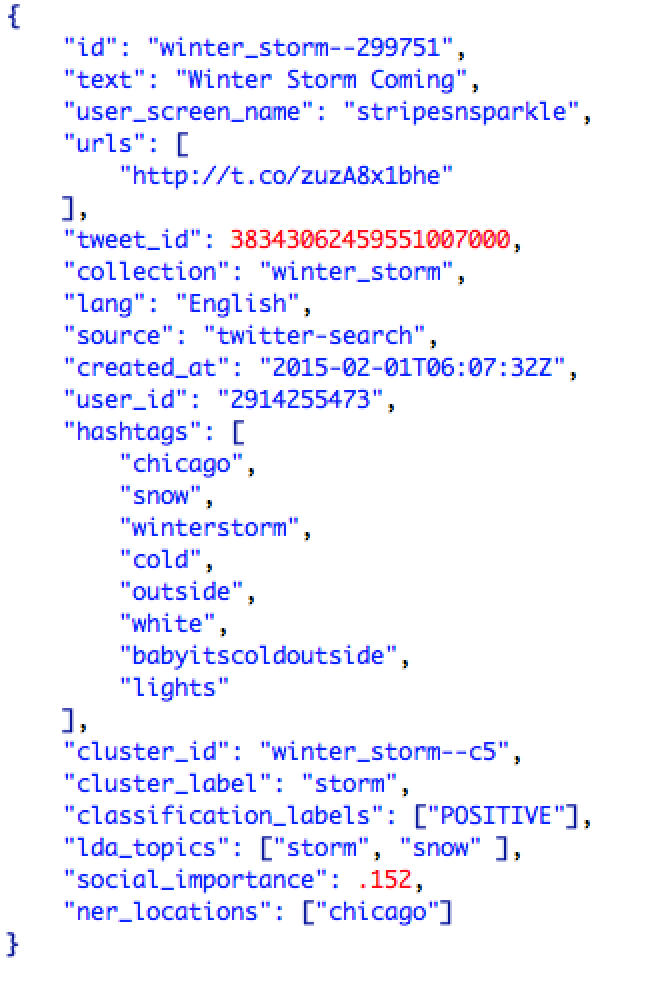 {
"id": "winter_storm--299751",
"text": "Winter Storm Coming",
"user_screen_name": "stripesnsparkle",
"urls": [
"http://t.co/zuzA8x1bhe"
],
"tweet_id": 38343062459551007000,
"collection": "winter_storm",
"lang": "English",
"source": "twitter-search",
"created_at": "2015-02-01T06:07:32Z",
"user_id": "2914255473",
"hashtags": [
"chicago",
"snow",
"winterstorm",
"cold",
"outside",
"white",
"babyitscoldoutside",
"lights"
],
"cluster_id": "winter_storm--c5",
"cluster_label": "storm",
"classification_labels": ["POSITIVE"],
"lda_topics": ["storm", "snow" ],
"social_importance": .152,
"ner_locations": ["chicago"]
}